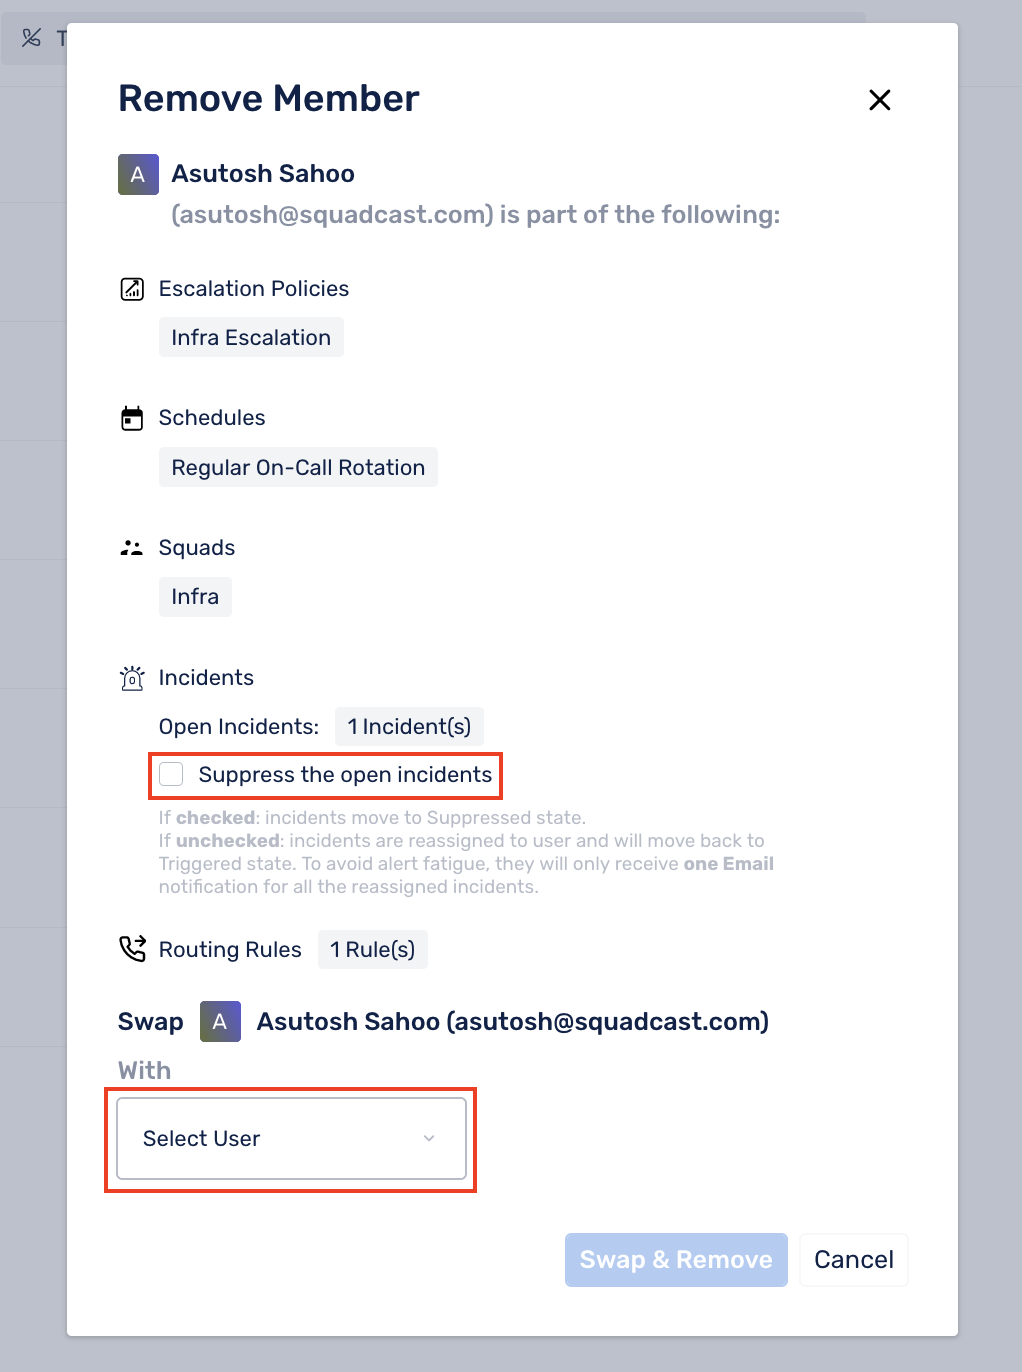 T
Remove Member
A Asutosh Sahoo
(asutosh@squadcast.com) is part of the following:
Escalation Policies
Infra Escalation
Schedules
Regular On-Call Rotation
Squads
Infra
Incidents
Open Incidents: 1 Incident(s)
Suppress the open incidents
If checked: incidents move to Suppressed state.
If unchecked: incidents are reassigned to user and will move back to
Triggered state. To avoid alert fatigue, they will only receive one Email
notification for all the reassigned incidents.
Routing Rules 1 Rule(s)
Swap A Asutosh Sahoo (asutosh@squadcast.com)
With
Select User
Swap & Remove Cancel